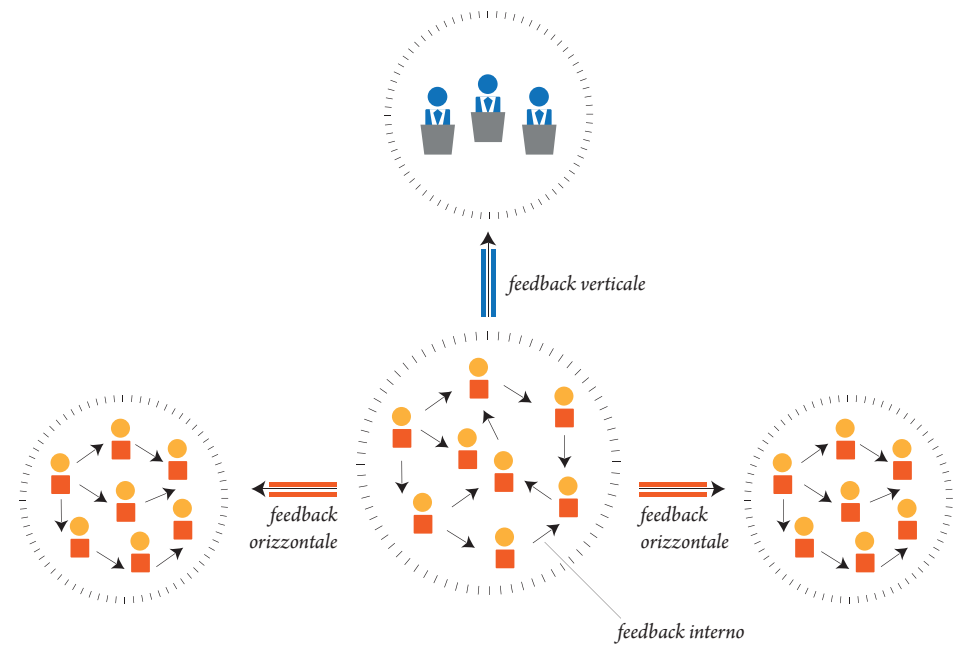 feedback verticale
feedback
orizzontale
feedback
orizzontale
feedback interno